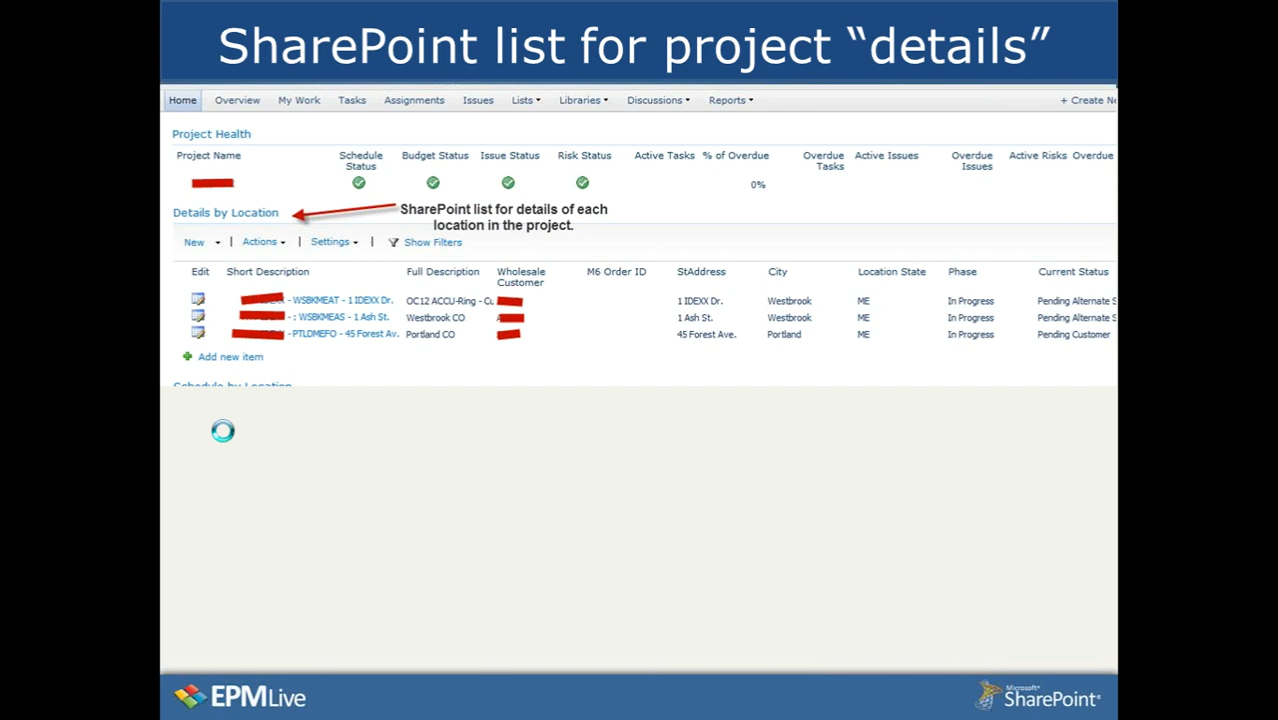 SharePoint list for project “details”
Home Overview My Work Tasks Assignments Issues Lists Libraries Discussions Reports + Create Ne
Project Health
Project Name Schedule Status Budget Status Issue Status Risk Status Active Tasks % of Overdue Overdue Tasks Active Issues Overdue Issues Active Risks Overdue
0%
Details by Location
SharePoint list for details of each
location in the project.
New | Actions | Settings | Show Filters
Edit Short Description Full Description Wholesale Customer M6 Order ID StAddress City Location State Phase Current Status
- WSBKMEAT - 1 IDEXX Dr. OC12 ACCU-Ring - Cu 1 IDEXX Dr. Westbrook ME In Progress Pending Alternate S
- : WSBKMEAS - 1 Ash St. Westbrook CO 1 Ash St. Westbrook ME In Progress Pending Alternate S
- PTLDMEFO - 45 Forest Av. Portland CO 45 Forest Ave. Portland ME In Progress Pending Customer
Add new item
Schedule by Location
EPMLive
Microsoft® SharePoint®